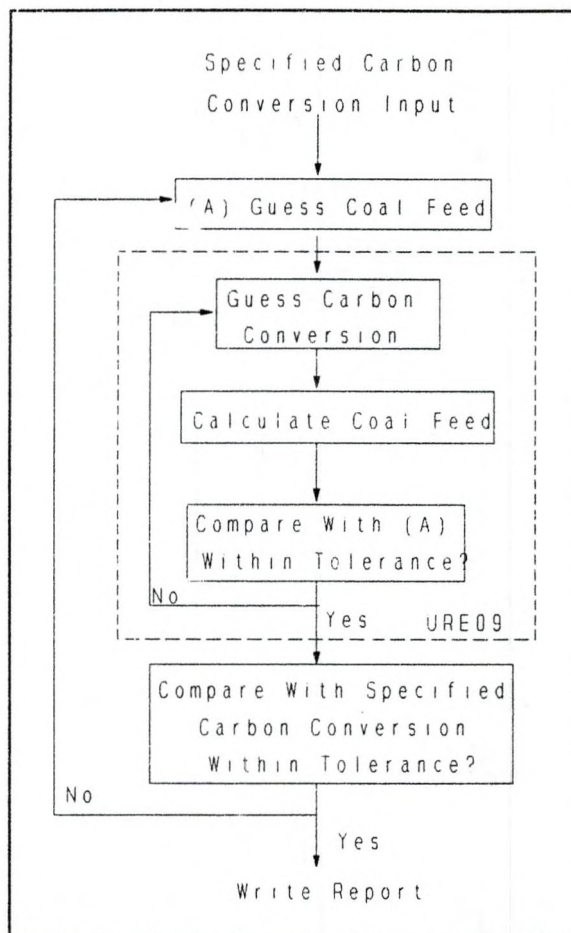 Specified Carbon
Conversion Input
(A) Guess Coal Feed
Guess Carbon
Conversion
Calculate Coal Feed
Compare With (A)
Within Tolerance?
No
Yes
URE09
Compare With Specified
Carbon Conversion
Within Tolerance?
No
Yes
Write Report